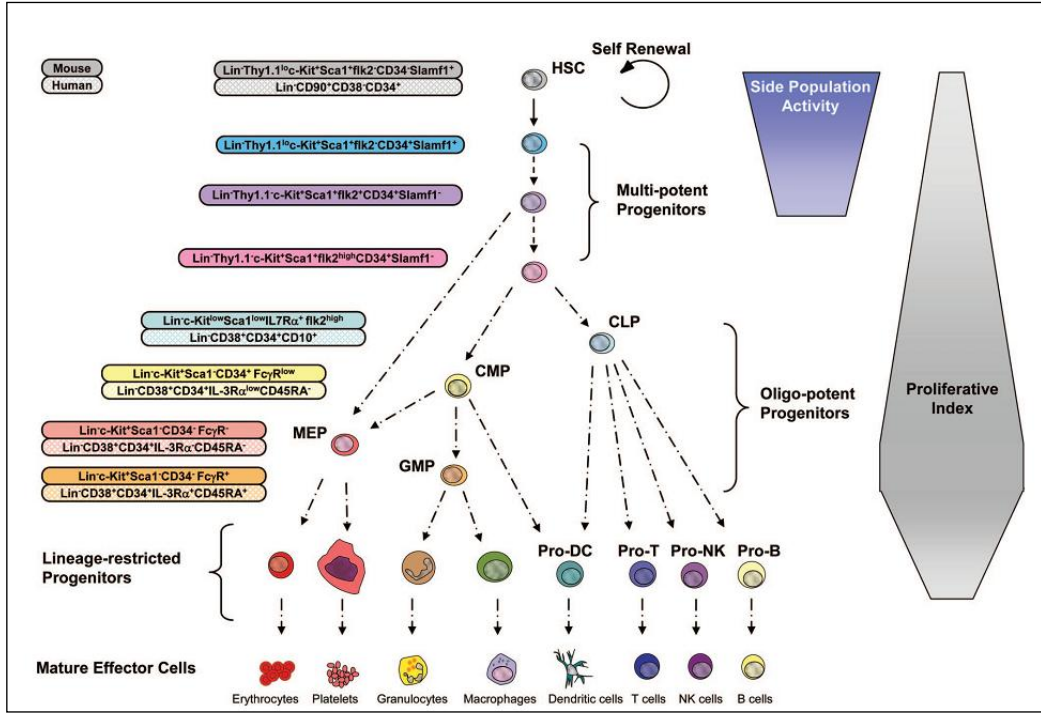 Mouse
Human
Lin⁻Thy1.1ˡᵒc-Kit⁺Sca1⁺flk2⁻CD34⁻Slamf1⁺
Lin⁻CD90⁺CD38⁻CD34⁺
HSC
Self Renewal
Side Population
Activity
Lin⁻Thy1.1ˡᵒc-Kit⁺Sca1⁺flk2⁻CD34⁺Slamf1⁺
Lin⁻Thy1.1⁻c-Kit⁺Sca1⁺flk2⁺CD34⁺Slamf1⁻
Multi-potent
Progenitors
Lin⁻Thy1.1⁻c-Kit⁺Sca1⁺flk2ʰⁱᵍʰCD34⁺Slamf1⁻
Lin⁻c-KitˡᵒʷSca1ˡᵒʷIL7Rα⁺ flk2ʰⁱᵍʰ
Lin⁻CD38⁺CD34⁺CD10⁺
CLP
Lin⁻c-Kit⁺Sca1⁻CD34⁺ FcγRˡᵒʷ
Lin⁻CD38⁺CD34⁺IL-3RαˡᵒʷCD45RA⁻
CMP
Oligo-potent
Progenitors
Proliferative
Index
Lin⁻c-Kit⁺Sca1⁻CD34⁻ FcγR⁻
Lin⁻CD38⁺CD34⁺IL-3Rα⁻CD45RA⁻
MEP
Lin⁻c-Kit⁺Sca1⁻CD34⁻ FcγR⁺
Lin⁻CD38⁺CD34⁺IL-3Rα⁺CD45RA⁺
GMP
Lineage-restricted
Progenitors
Pro-DC
Pro-T
Pro-NK
Pro-B
Mature Effector Cells
Erythrocytes
Platelets
Granulocytes
Macrophages
Dendritic cells
T cells
NK cells
B cells